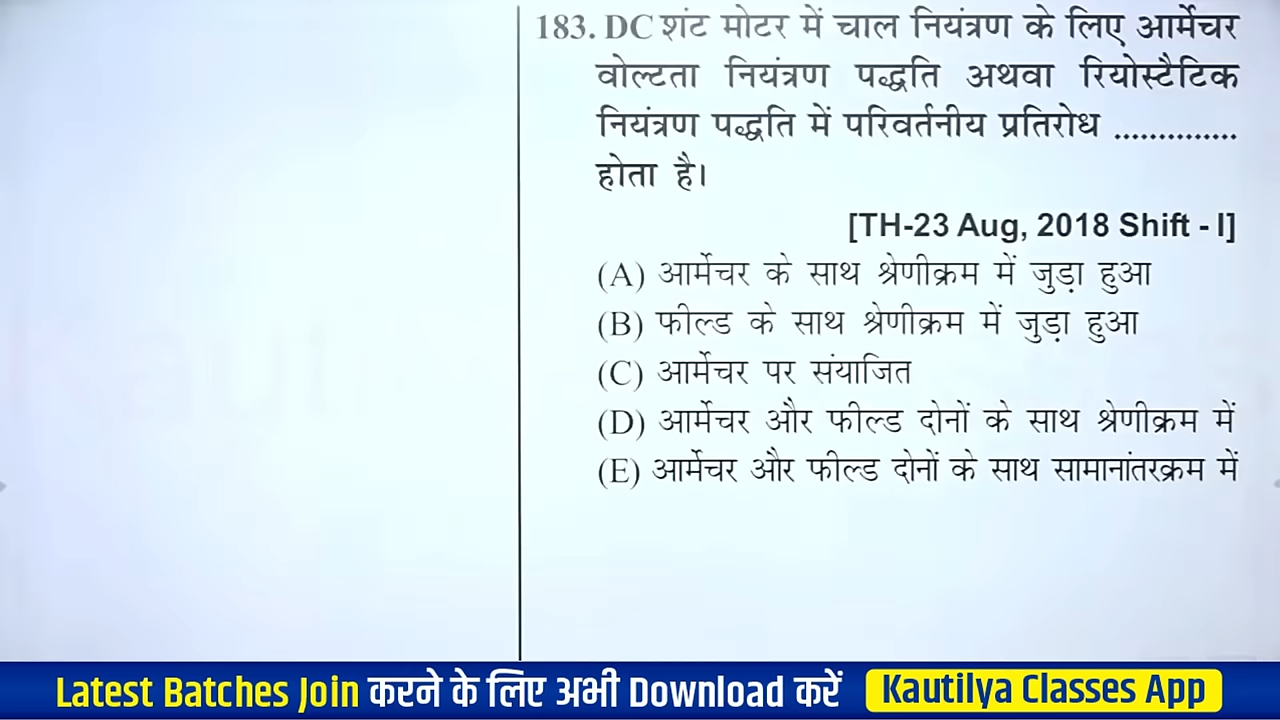 183. DC शंट मोटर में चाल नियंत्रण के लिए आर्मेचर
वोल्टता नियंत्रण पद्धति अथवा रियोस्टैटिक
नियंत्रण पद्धति में परिवर्तनीय प्रतिरोध ..............
होता है।
[TH-23 Aug, 2018 Shift - I]
(A) आर्मेचर के साथ श्रेणीक्रम में जुड़ा हुआ
(B) फील्ड के साथ श्रेणीक्रम में जुड़ा हुआ
(C) आर्मेचर पर संयाजित
(D) आर्मेचर और फील्ड दोनों के साथ श्रेणीक्रम में
(E) आर्मेचर और फील्ड दोनों के साथ सामानांतरक्रम में
Latest Batches Join करने के लिए अभी Download करें Kautilya Classes App